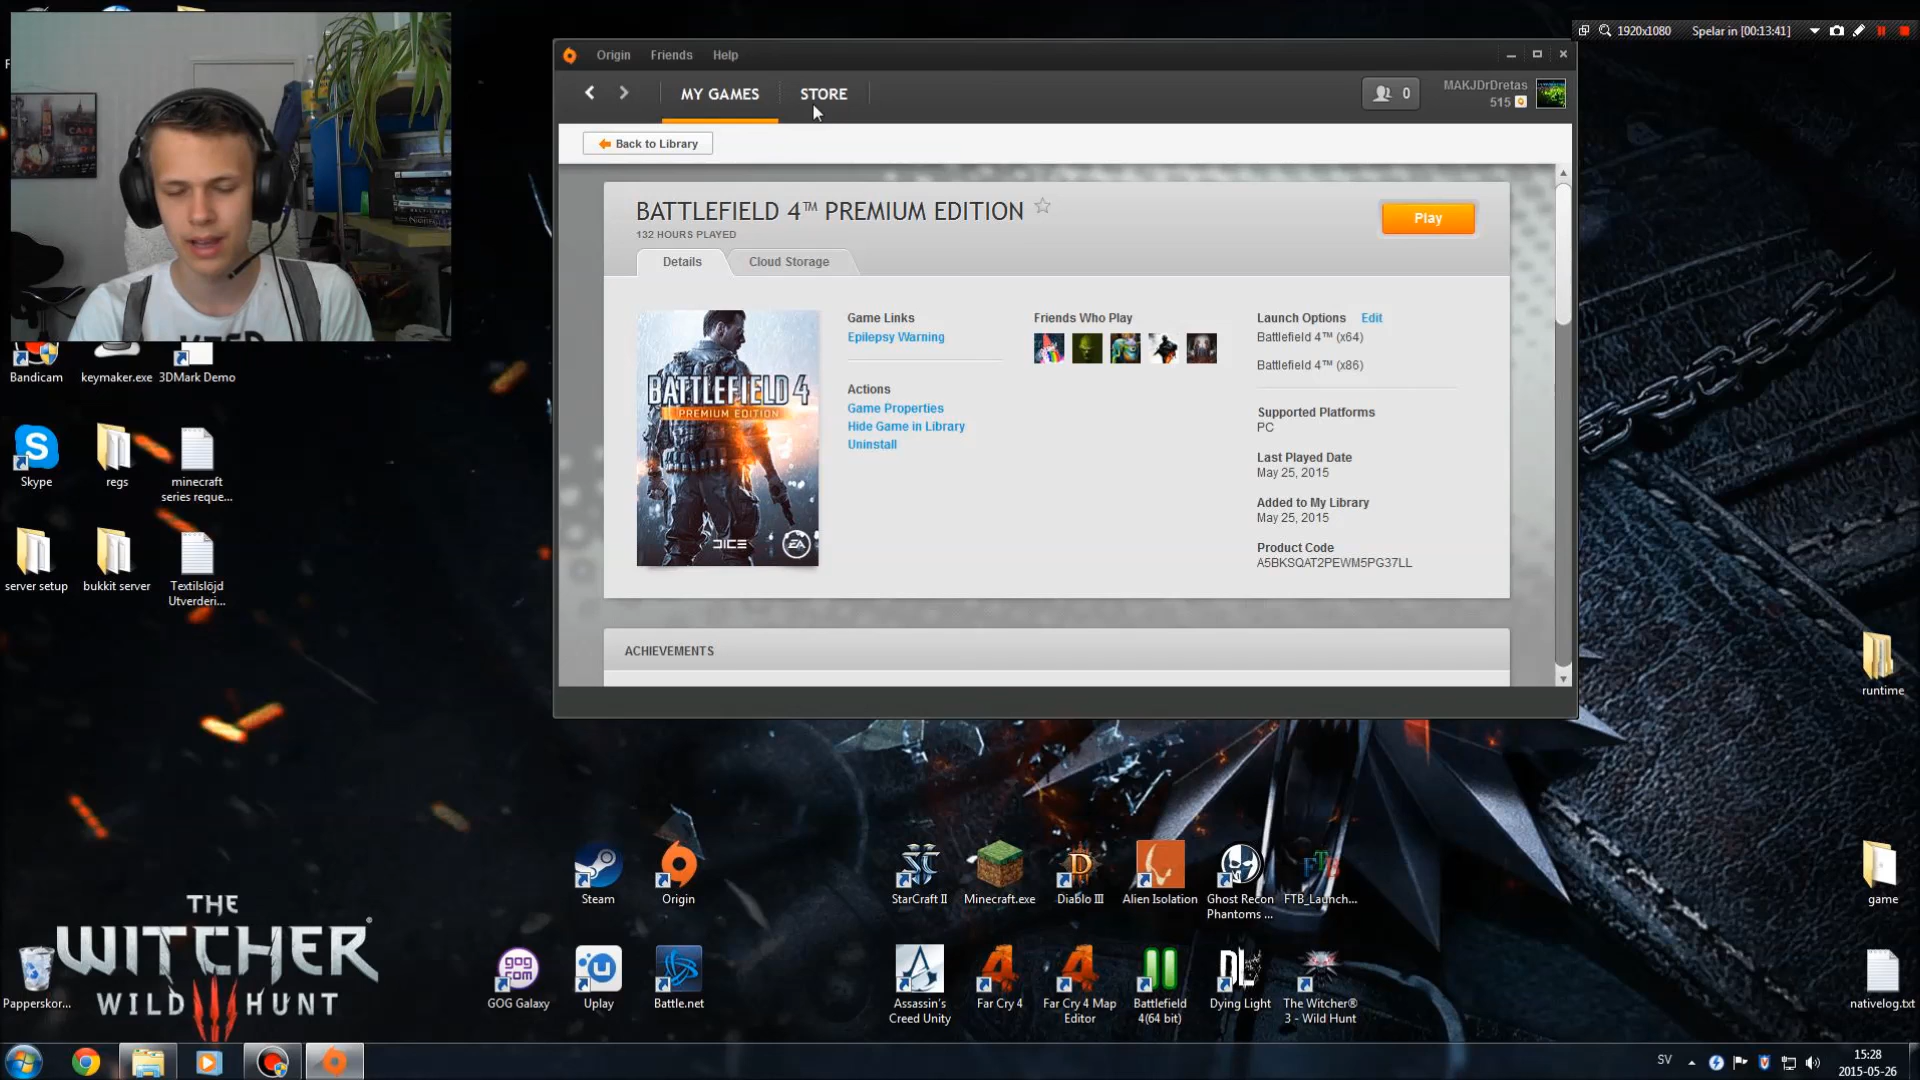 Origin Friends Help
1920x1080 Spelar in [00:13:41]
MY GAMES STORE
0
MAKJDrDretas
515
Back to Library
BATTLEFIELD 4™ PREMIUM EDITION
132 HOURS PLAYED
Play
Details Cloud Storage
BATTLEFIELD 4
PREMIUM EDITION
DICE EA
Game Links
Epilepsy Warning
Actions
Game Properties
Hide Game in Library
Uninstall
Friends Who Play
Launch Options Edit
Battlefield 4™ (x64)
Battlefield 4™ (x86)
Supported Platforms
PC
Last Played Date
May 25, 2015
Added to My Library
May 25, 2015
Product Code
A5BKSQAT2PEWM5PG37LL
ACHIEVEMENTS
Bandicam keymaker.exe 3DMark Demo
Skype regs minecraft
series reque...
server setup bukkit server Textilslöjd
Utverderi...
runtime
Steam Origin StarCraft II Minecraft.exe Diablo III Alien Isolation Ghost Recon
Phantoms ... FTB_Launch...
game
THE
WITCHER
WILD HUNT
Papperskor...
gog
com
GOG Galaxy Uplay Battle.net Assassin's
Creed Unity Far Cry 4 Far Cry 4 Map
Editor Battlefield
4(64 bit) Dying Light The Witcher®
3 - Wild Hunt
nativelog.txt
SV
15:28
2015-05-26